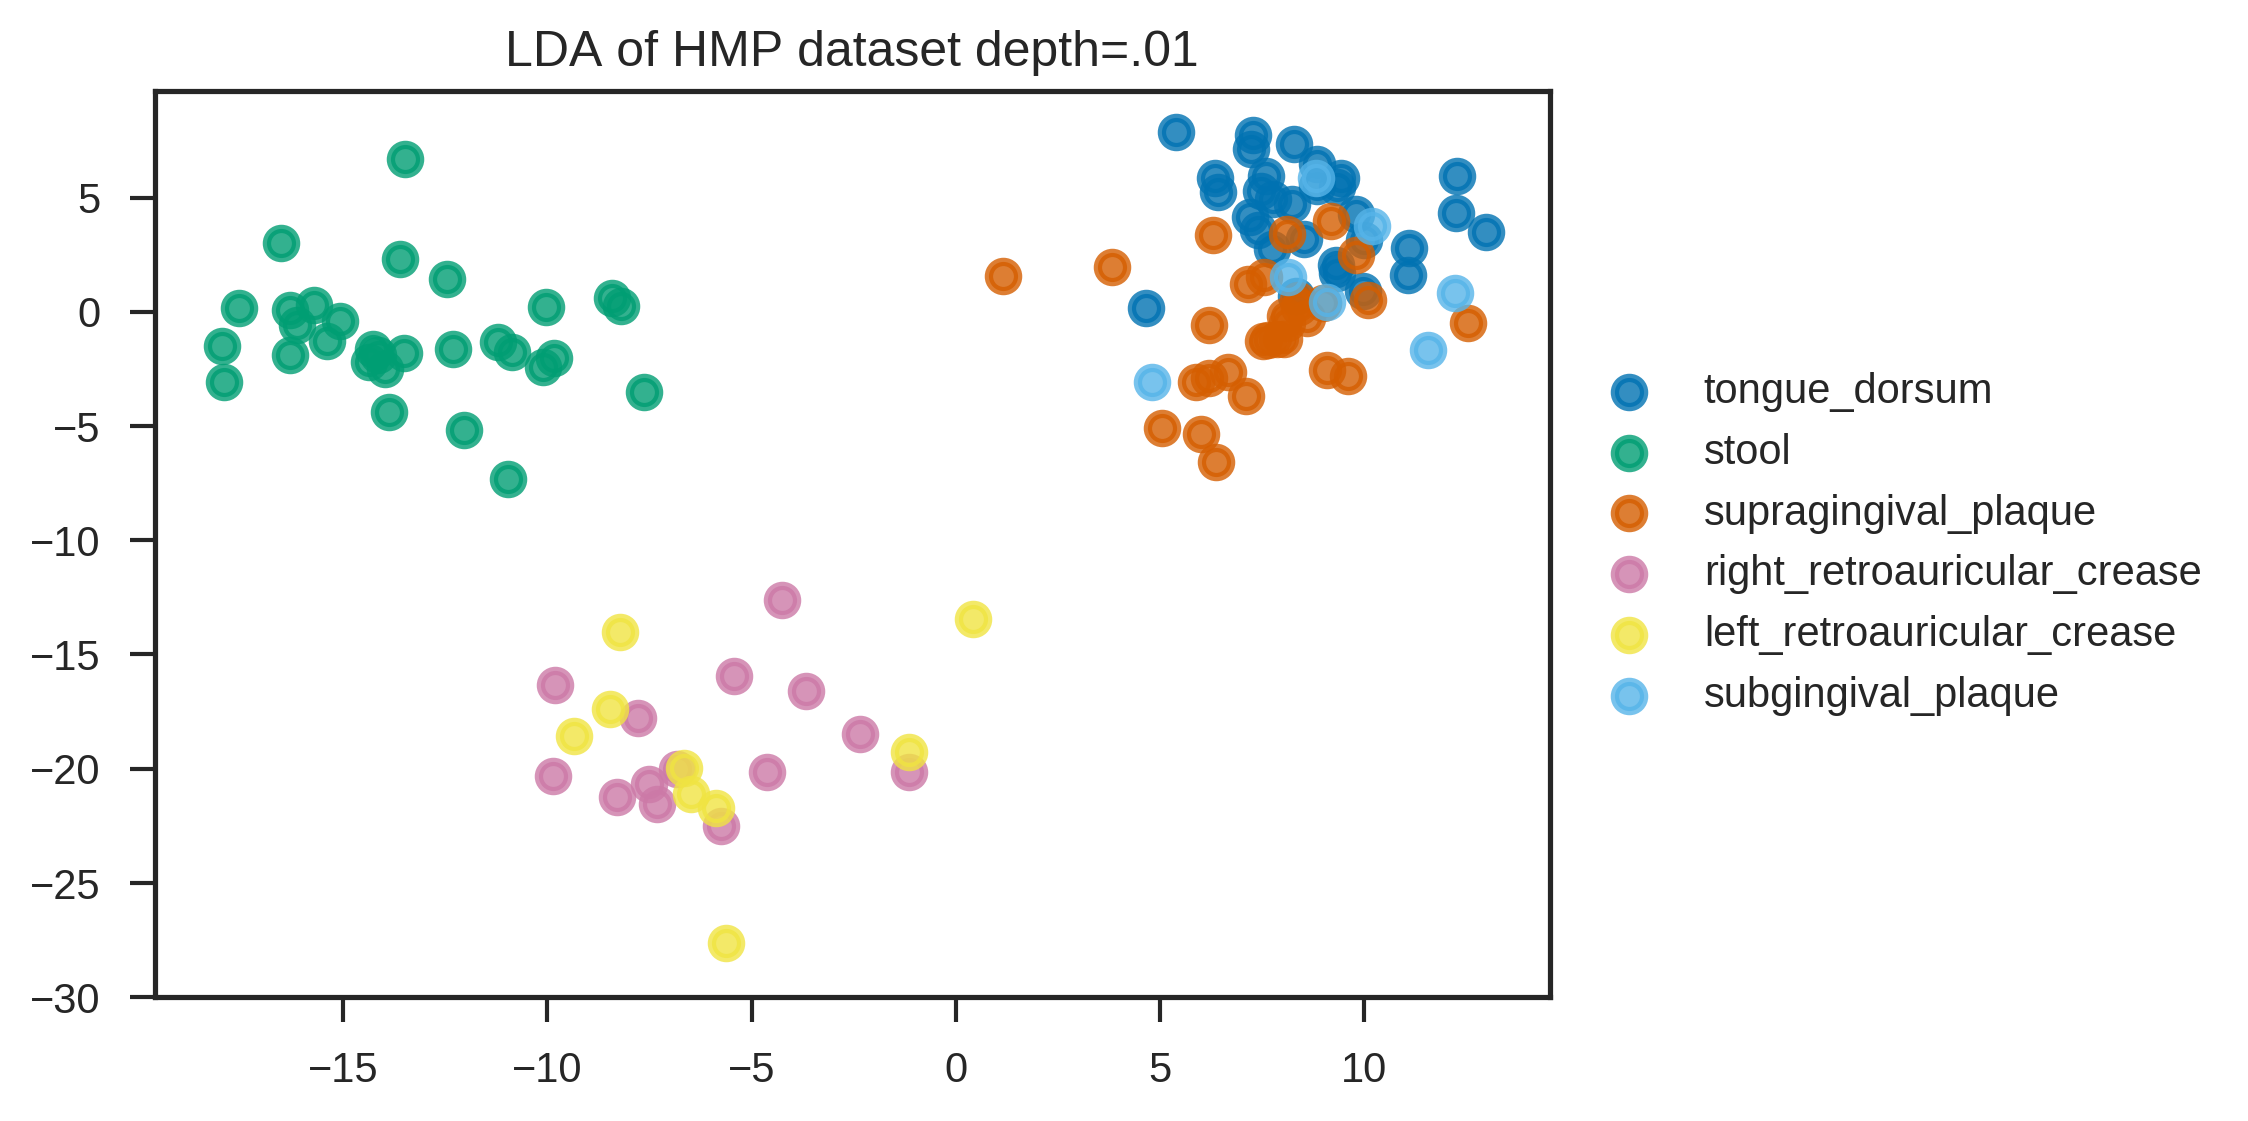 LDA of HMP dataset depth=.01
5
0
−5
−10
−15
−20
−25
−30
−15 −10 −5 0 5 10
tongue_dorsum
stool
supragingival_plaque
right_retroauricular_crease
left_retroauricular_crease
subgingival_plaque